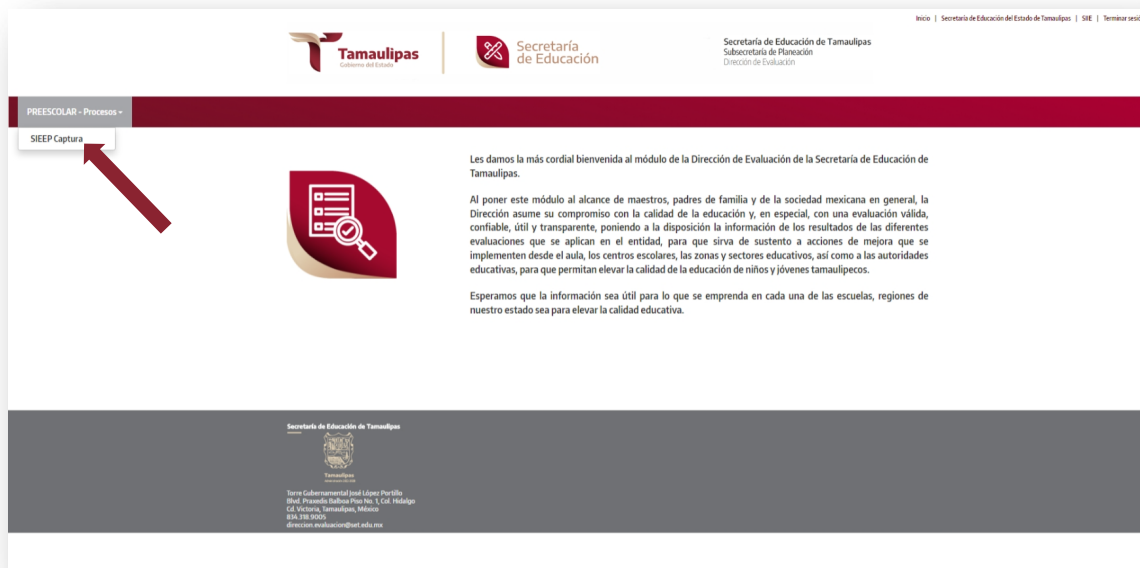 Inicio | Secretaría de Educación del Estado de Tamaulipas | SIIE | Terminar sesi
Tamaulipas
Gobierno del Estado
Secretaría
de Educación
Secretaría de Educación de Tamaulipas
Subsecretaría de Planeación
Dirección de Evaluación
PREESCOLAR - Procesos
SIEEP Captura
Les damos la más cordial bienvenida al módulo de la Dirección de Evaluación de la Secretaría de Educación de
Tamaulipas.
Al poner este módulo al alcance de maestros, padres de familia y de la sociedad mexicana en general, la
Dirección asume su compromiso con la calidad de la educación y, en especial, con una evaluación válida,
confiable, útil y transparente, poniendo a la disposición la información de los resultados de las diferentes
evaluaciones que se aplican en el entidad, para que sirva de sustento a acciones de mejora que se
implementen desde el aula, los centros escolares, las zonas y sectores educativos, así como a las autoridades
educativas, para que permitan elevar la calidad de la educación de niños y jóvenes tamaulipecos.
Esperamos que la información sea útil para lo que se emprenda en cada una de las escuelas, regiones de
nuestro estado sea para elevar la calidad educativa.
Secretaría de Educación de Tamaulipas
Tamaulipas
Torre Gubernamental José López Portillo
Blvd. Praxedis Balboa Piso No. 1, Col. Hidalgo
Cd. Victoria, Tamaulipas, México
834.318.9005
direccion.evaluacion@set.edu.mx